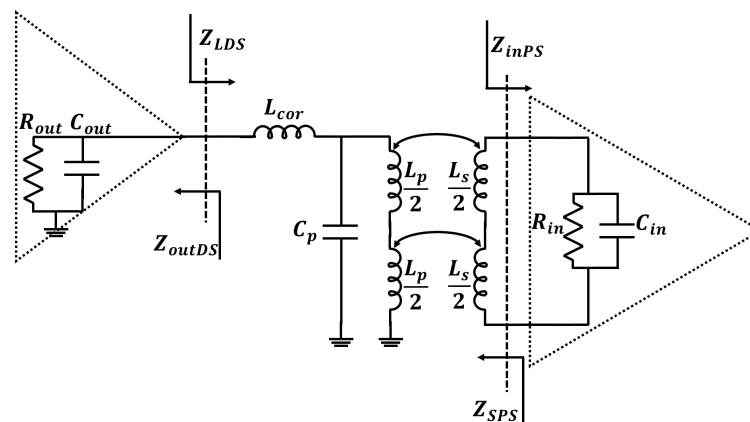 Z_LDS
Z_inPS
R_out C_out
L_cor
L_p/2 L_s/2
C_p
R_in C_in
Z_outDS
L_p/2 L_s/2
Z_SPS